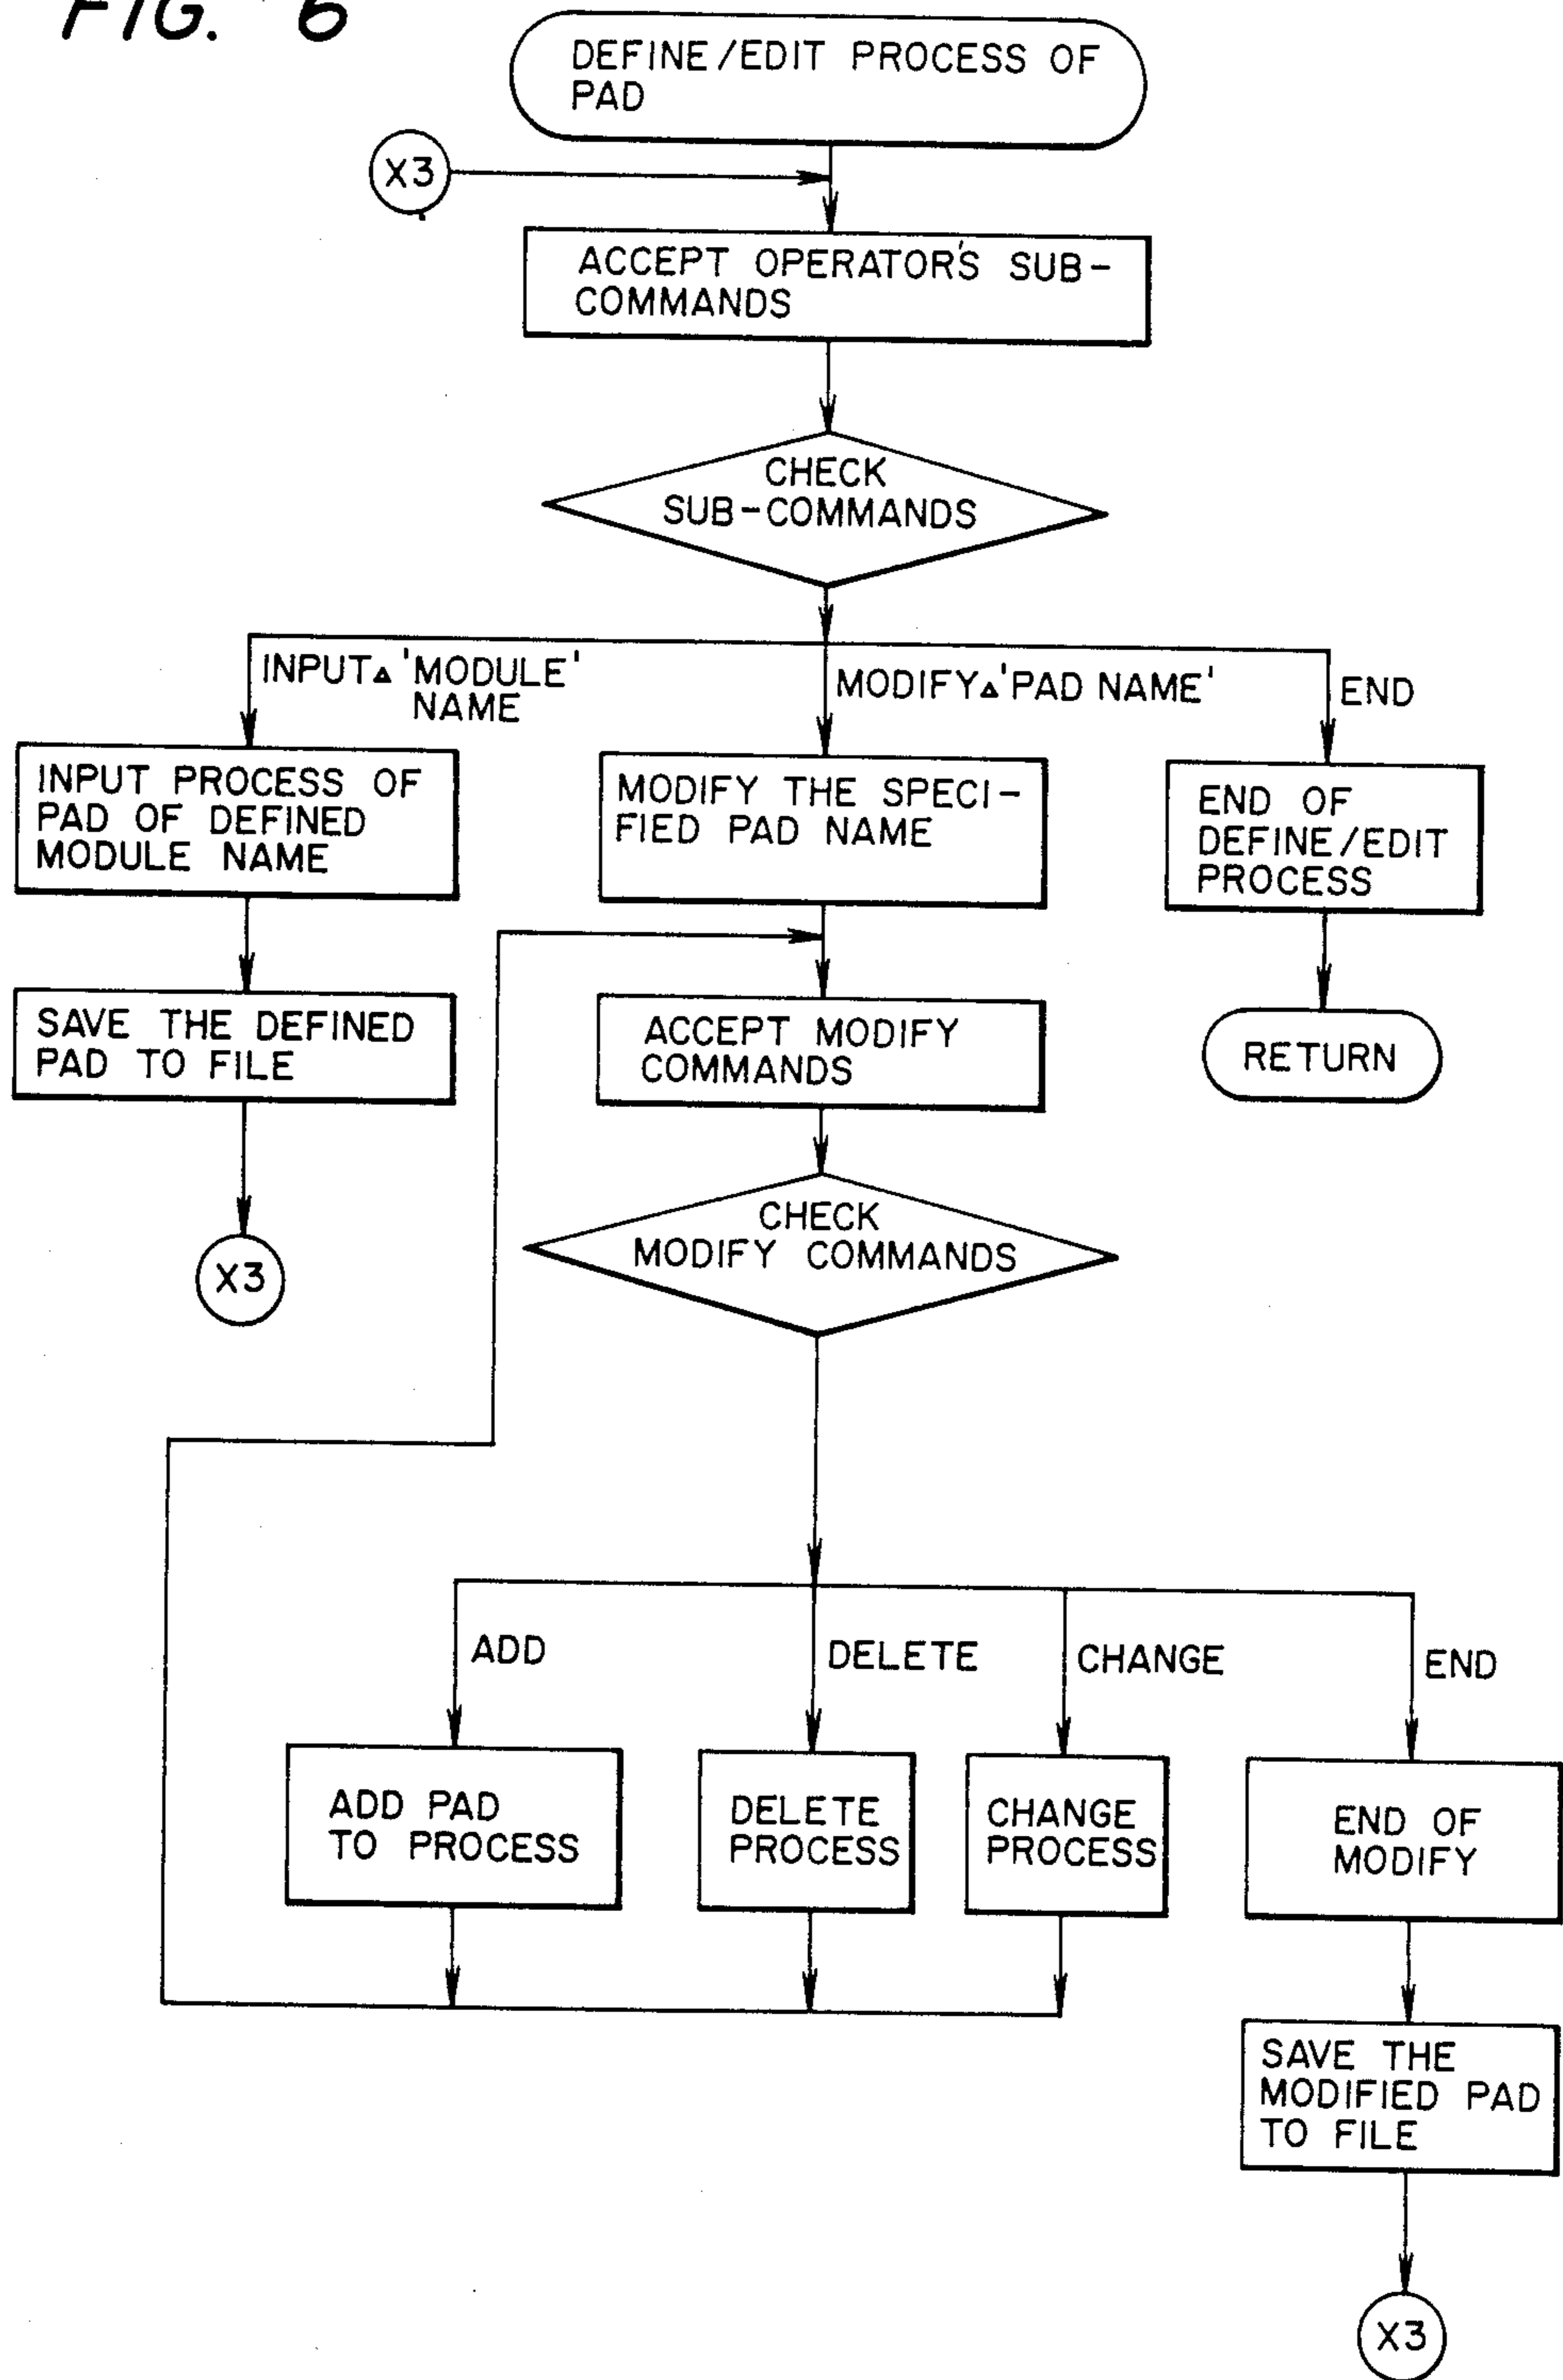 FIG. 6
DEFINE/EDIT PROCESS OF
PAD
X3
ACCEPT OPERATOR'S SUB-
COMMANDS
CHECK
SUB-COMMANDS
INPUT▵'MODULE'
NAME
MODIFY▵'PAD NAME'
END
INPUT PROCESS OF
PAD OF DEFINED
MODULE NAME
MODIFY THE SPECI-
FIED PAD NAME
END OF
DEFINE/EDIT
PROCESS
SAVE THE DEFINED
PAD TO FILE
ACCEPT MODIFY
COMMANDS
RETURN
CHECK
MODIFY COMMANDS
X3
ADD
DELETE
CHANGE
END
ADD PAD
TO PROCESS
DELETE
PROCESS
CHANGE
PROCESS
END OF
MODIFY
SAVE THE
MODIFIED PAD
TO FILE
X3